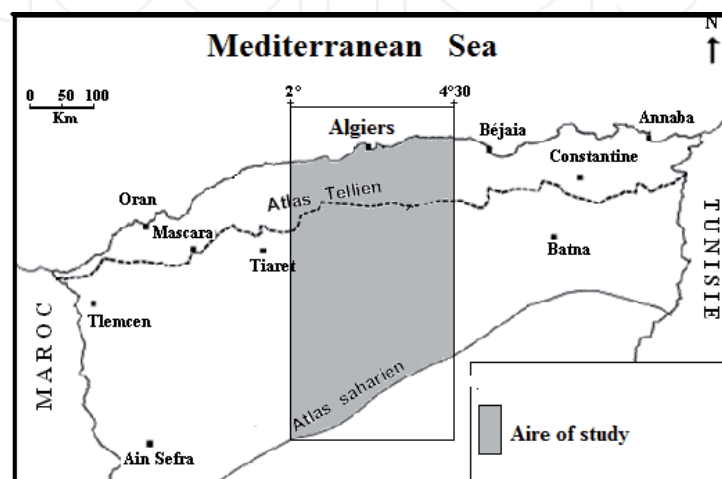 Mediterranean Sea
N
0 50 100
Km
2°
4°30
Algiers
Béjaia
Annaba
Constantine
Oran
Atlas Tellien
Mascara
Tiaret
Batna
TUNISIE
MAROC
Tlemcen
Atlas saharien
Ain Sefra
Aire of study